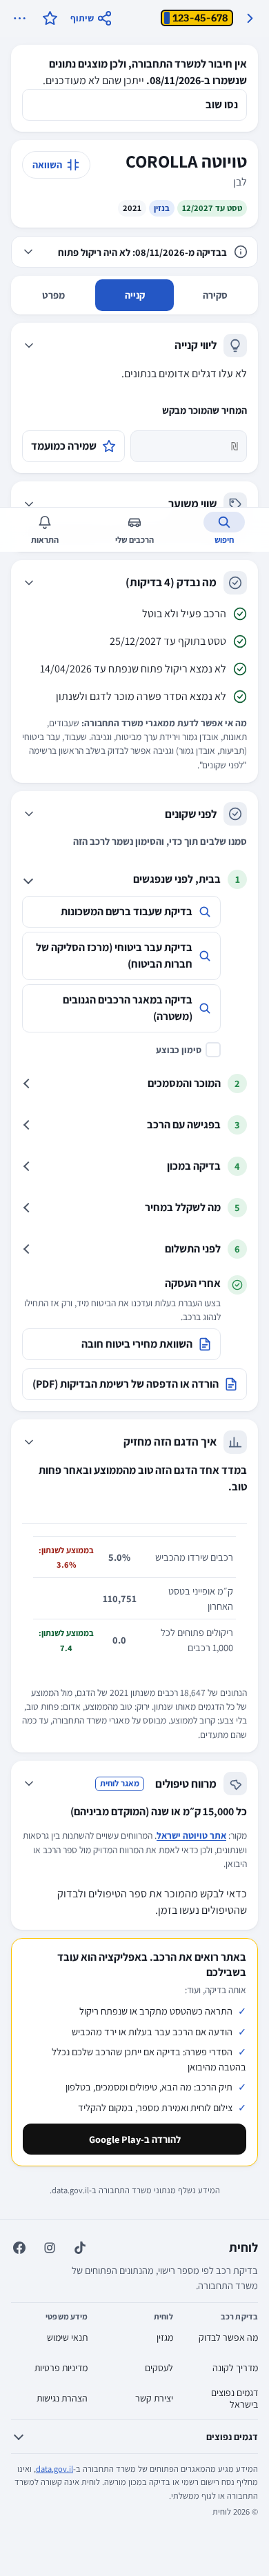 123-45-678
שיתוף
אין חיבור למשרד התחבורה, ולכן מוצגים נתונים
שנשמרו ב-08/11/2026. ייתכן שהם לא מעודכנים.
נסו שוב
טויוטה COROLLA
לבן
השוואה
טסט עד 12/2027
בנזין
2021
בבדיקה מ-08/11/2026: לא היה ריקול פתוח
סקירה
קנייה
מפרט
ליווי קנייה
לא עלו דגלים אדומים בנתונים.
המחיר שהמוכר מבקש
₪
שמירה כמועמד
שווי משוער
חיפוש
הרכבים שלי
התראות
מה נבדק (4 בדיקות)
הרכב פעיל ולא בוטל
טסט בתוקף עד 25/12/27
לא נמצא ריקול פתוח שנפתח עד 14/04/2026
לא נמצא הסדר פשרה מוכר לדגם ולשנתון
מה אי אפשר לדעת ממאגרי משרד התחבורה: שעבודים,
תאונות, אובדן גמור וירידת ערך מביטוח, וגניבה. שעבוד, עבר ביטוחי
(תביעות, אובדן גמור) וגניבה אפשר לבדוק בשלב הראשון ברשימה
"לפני שקונים".
לפני שקונים
סמנו שלבים תוך כדי, והסימון נשמר לרכב הזה
1
בבית, לפני שנפגשים
בדיקת שעבוד ברשם המשכונות
בדיקת עבר ביטוחי (מרכז הסליקה של
חברות הביטוח)
בדיקה במאגר הרכבים הגנובים
(משטרה)
סימון כבוצע
2
המוכר והמסמכים
3
בפגישה עם הרכב
4
בדיקה במכון
5
מה לשקלל במחיר
6
לפני התשלום
אחרי העסקה
בצעו העברת בעלות ועדכנו את הביטוח מיד, ורק אז התחילו
לנהוג ברכב.
השוואת מחירי ביטוח חובה
הורדה או הדפסה של רשימת הבדיקות (PDF)
איך הדגם הזה מחזיק
במדד אחד הדגם הזה טוב מהממוצע ובאחר פחות
טוב.
רכבים שירדו מהכביש
5.0%
בממוצע לשנתון:
3.6%
ק״מ אופייני בטסט
האחרון
110,751
ריקולים פתוחים לכל
1,000 רכבים
0.0
בממוצע לשנתון:
7.4
הנתונים של 18,647 רכבים משנתון 2021 של הדגם, מול הממוצע
של כל הדגמים מאותו שנתון. ירוק: טוב מהממוצע, אדום: פחות טוב,
בלי צבע: קרוב לממוצע. מבוסס על מאגרי משרד התחבורה, עד כמה
שהם מתעדים.
מרווח טיפולים
מאגר לוחית
כל 15,000 ק״מ או שנה (המוקדם מביניהם)
מקור: אתר טויוטה ישראל. המרווחים עשויים להשתנות בין גרסאות
ושנתונים, ולכן כדאי לאמת את המרווח המדויק מול ספר הרכב או
היבואן.
כדאי לבקש מהמוכר את ספר הטיפולים ולבדוק
שהטיפולים נעשו בזמן.
באתר רואים את הרכב. באפליקציה הוא עובד
בשבילכם
אותה בדיקה, ועוד:
✓ התראה כשהטסט מתקרב או שנפתח ריקול
✓ הודעה אם הרכב עבר בעלות או ירד מהכביש
✓ הסדרי פשרה: בדיקה אם ייתכן שהרכב שלכם נכלל
בהטבה מהיבואן
✓ תיק הרכב: מה הבא, טיפולים ומסמכים, בטלפון
✓ צילום לוחית ואמירת מספר, במקום להקליד
להורדה ב-Google Play
המידע נשלף מנתוני משרד התחבורה ב-data.gov.il.
לוחית
בדיקת רכב לפי מספר רישוי, מהנתונים הפתוחים של
משרד התחבורה.
בדיקת רכב
לוחית
מידע משפטי
מה אפשר לבדוק
מגזין
תנאי שימוש
מדריך לקונה
לעסקים
מדיניות פרטיות
דגמים נפוצים
בישראל
יצירת קשר
הצהרת נגישות
דגמים נפוצים
המידע מגיע מהמאגרים הפתוחים של משרד התחבורה ב-data.gov.il, ואינו
מחליף נסח רישום רשמי או בדיקה במכון מורשה. לוחית אינה קשורה למשרד
התחבורה או לגוף ממשלתי.
© 2026 לוחית